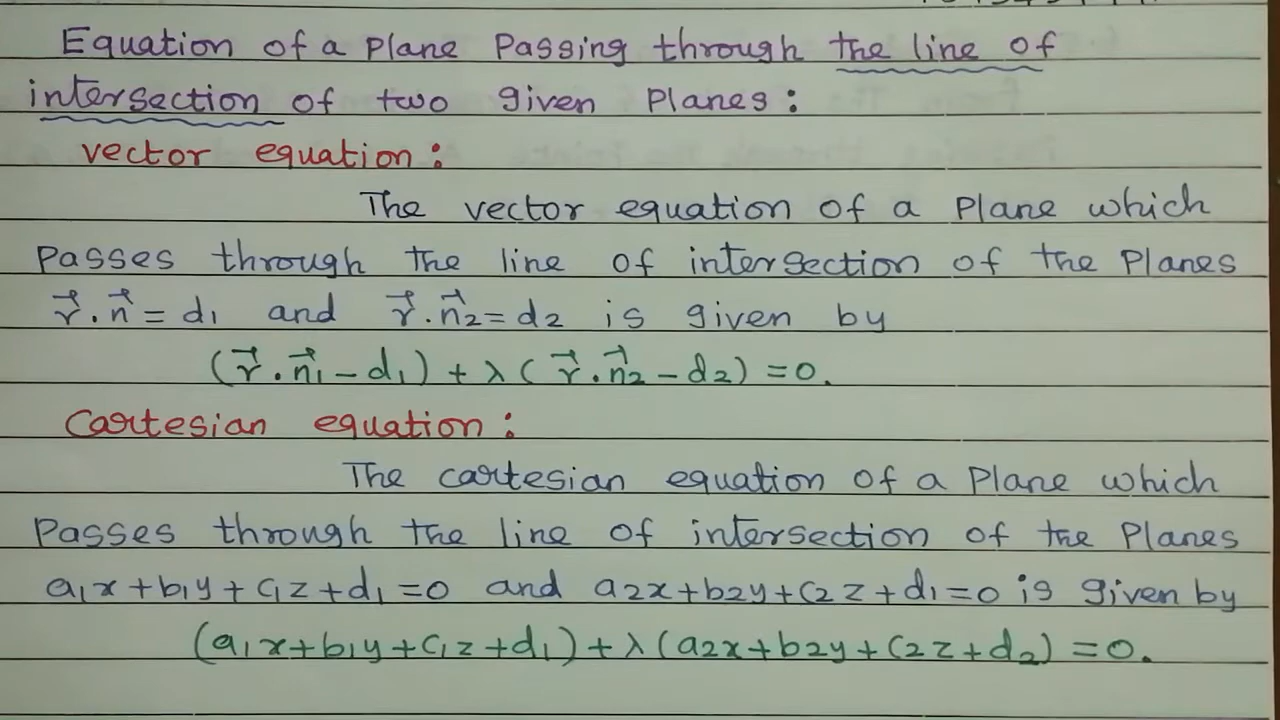 Equation of a plane Passing through the line of
intersection of two given Planes:
vector equation:
The vector equation of a Plane which
Passes through the line of intersection of the Planes
r⃗.n⃗ = d₁ and r⃗.n⃗₂ = d₂ is given by
(r⃗.n⃗₁ - d₁) + λ(r⃗.n⃗₂ - d₂) = 0.
Cartesian equation:
The cartesian equation of a Plane which
Passes through the line of intersection of the Planes
a₁x + b₁y + c₁z + d₁ = 0 and a₂x + b₂y + c₂z + d₁ = 0 is given by
(a₁x + b₁y + c₁z + d₁) + λ(a₂x + b₂y + c₂z + d₂) = 0.